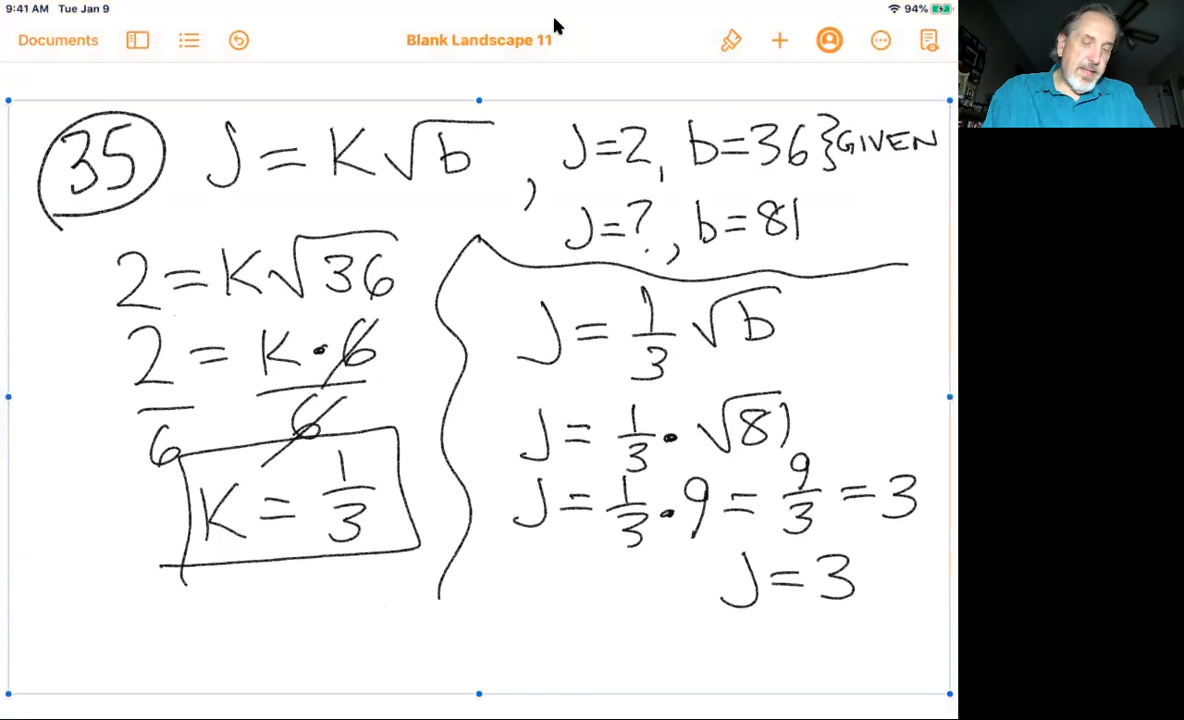 9:41 AM Tue Jan 9
94%
Documents
Blank Landscape 11
35 J = K√b , J=2, b=36 } GIVEN
J=?, b=81
2 = K√36
2/6 = K·6/6
K = 1/3
J = 1/3 √b
J = 1/3 · √81
J = 1/3 · 9 = 9/3 = 3
J = 3